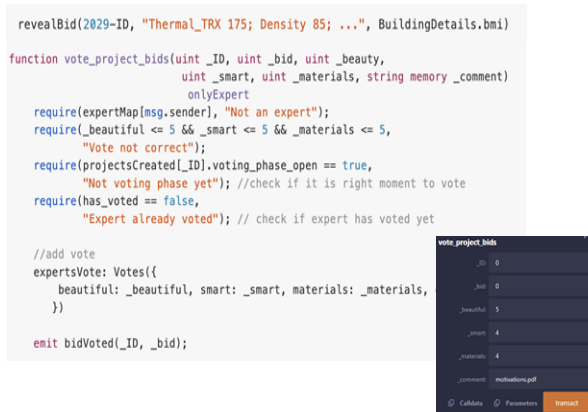 revealBid(2029-ID, "Thermal_TRX 175; Density 85; ...", BuildingDetails.bmi)
function vote_project_bids(uint _ID, uint _bid, uint _beauty,
uint _smart, uint _materials, string memory _comment)
onlyExpert
require(expertMap[msg.sender], "Not an expert");
require(_beautiful <= 5 && _smart <= 5 && _materials <= 5,
"Vote not correct");
require(projectsCreated[_ID].voting_phase_open == true,
"Not voting phase yet"); //check if it is right moment to vote
require(has_voted == false,
"Expert already voted"); // check if expert has voted yet
//add vote
expertsVote: Votes({
beautiful: _beautiful, smart: _smart, materials: _materials,
})
emit bidVoted(_ID, _bid);
vote_project_bids
_ID: 0
_bid: 0
_beautiful: 5
_smart: 4
_materials: 4
_comment: motivations.pdf
Calldata Parameters transact